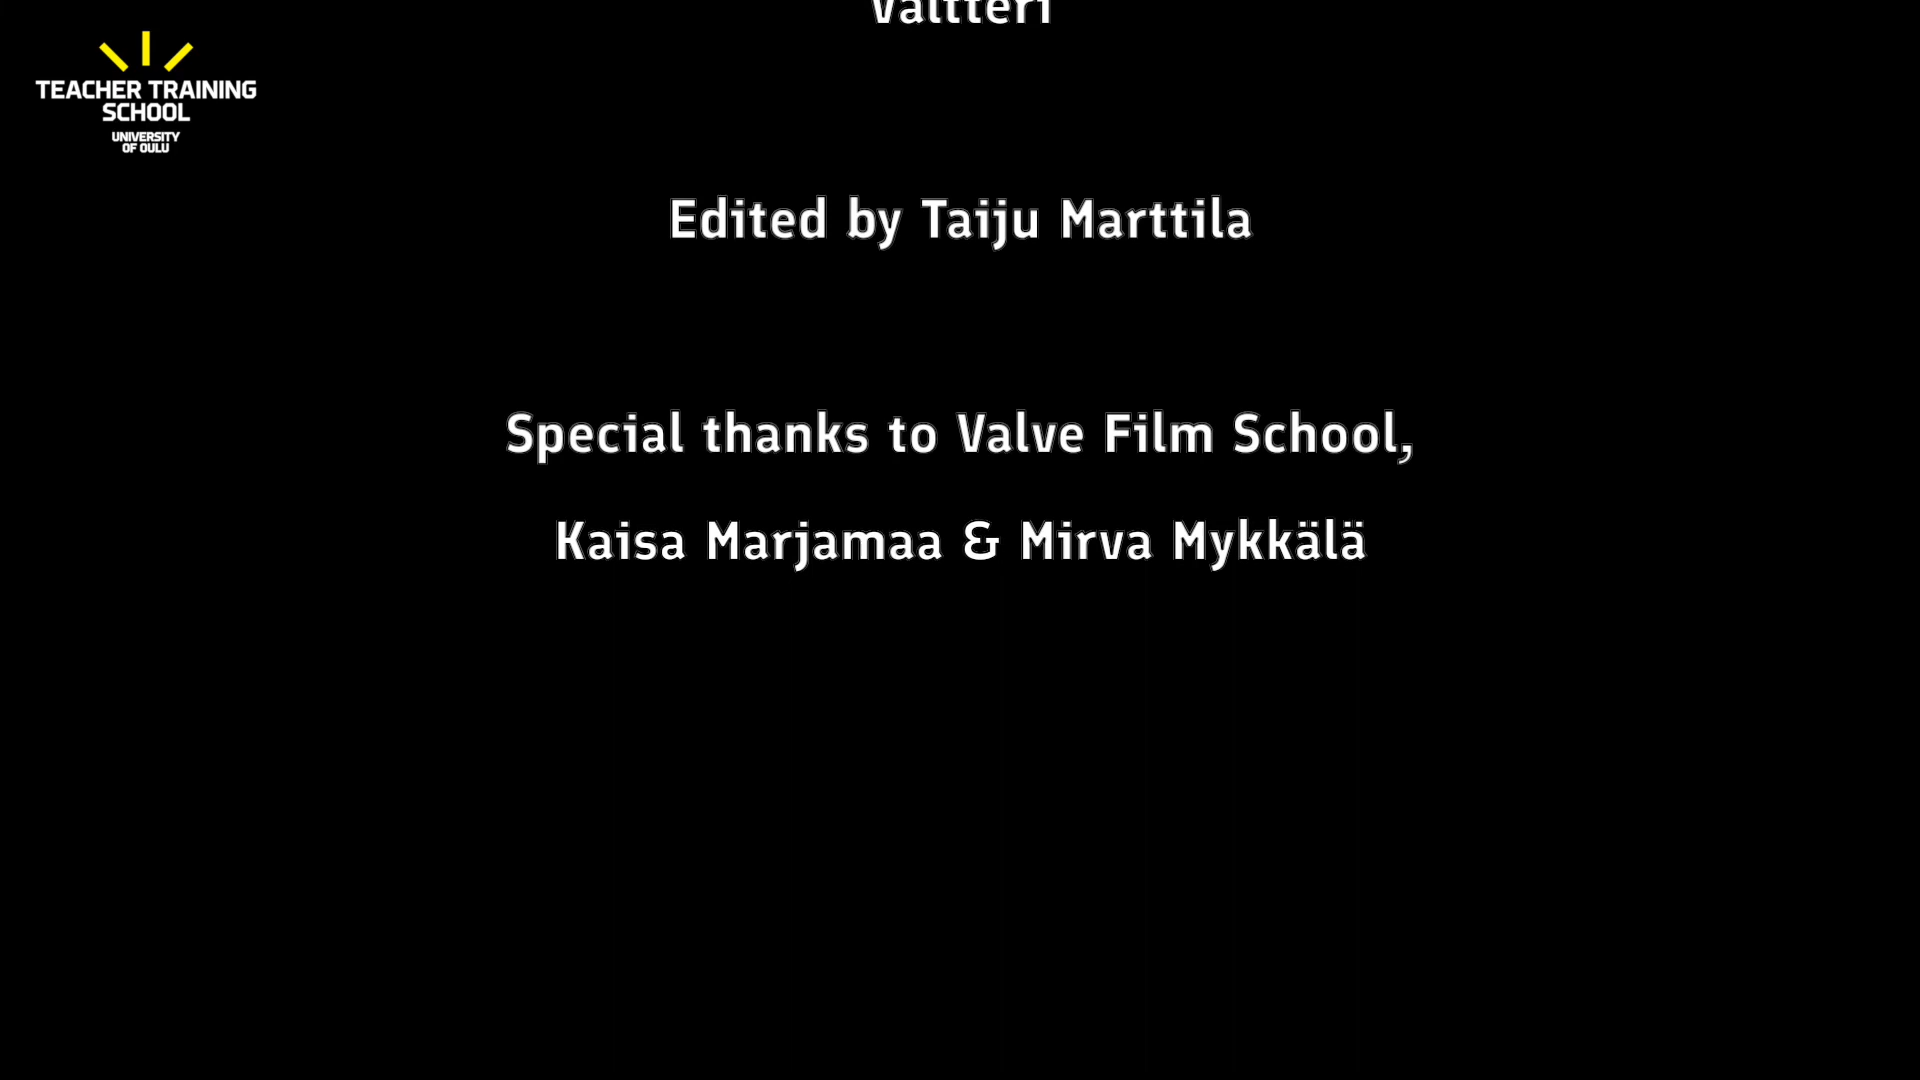 Valtteri
TEACHER TRAINING
SCHOOL
UNIVERSITY
OF OULU
Edited by Taiju Marttila
Special thanks to Valve Film School,
Kaisa Marjamaa & Mirva Mykkälä